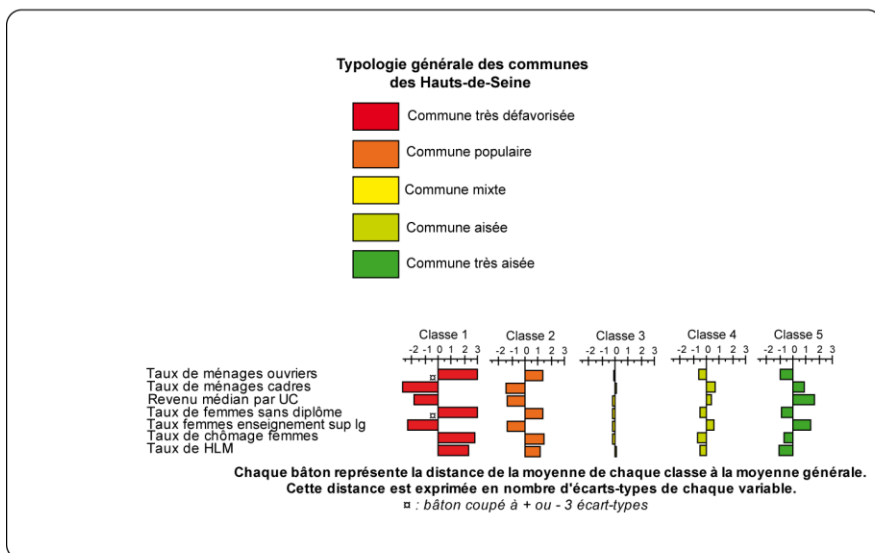 Typologie générale des communes
des Hauts-de-Seine
Commune très défavorisée
Commune populaire
Commune mixte
Commune aisée
Commune très aisée
Classe 1 Classe 2 Classe 3 Classe 4 Classe 5
-2 -1 0 1 2 3 -2 -1 0 1 2 3 -2 -1 0 1 2 3 -2 -1 0 1 2 3 -2 -1 0 1 2 3
Taux de ménages ouvriers ¤
Taux de ménages cadres
Revenu médian par UC
Taux de femmes sans diplôme ¤
Taux femmes enseignement sup lg
Taux de chômage femmes
Taux de HLM
Chaque bâton représente la distance de la moyenne de chaque classe à la moyenne générale.
Cette distance est exprimée en nombre d'écarts-types de chaque variable.
¤ : bâton coupé à + ou - 3 écart-types